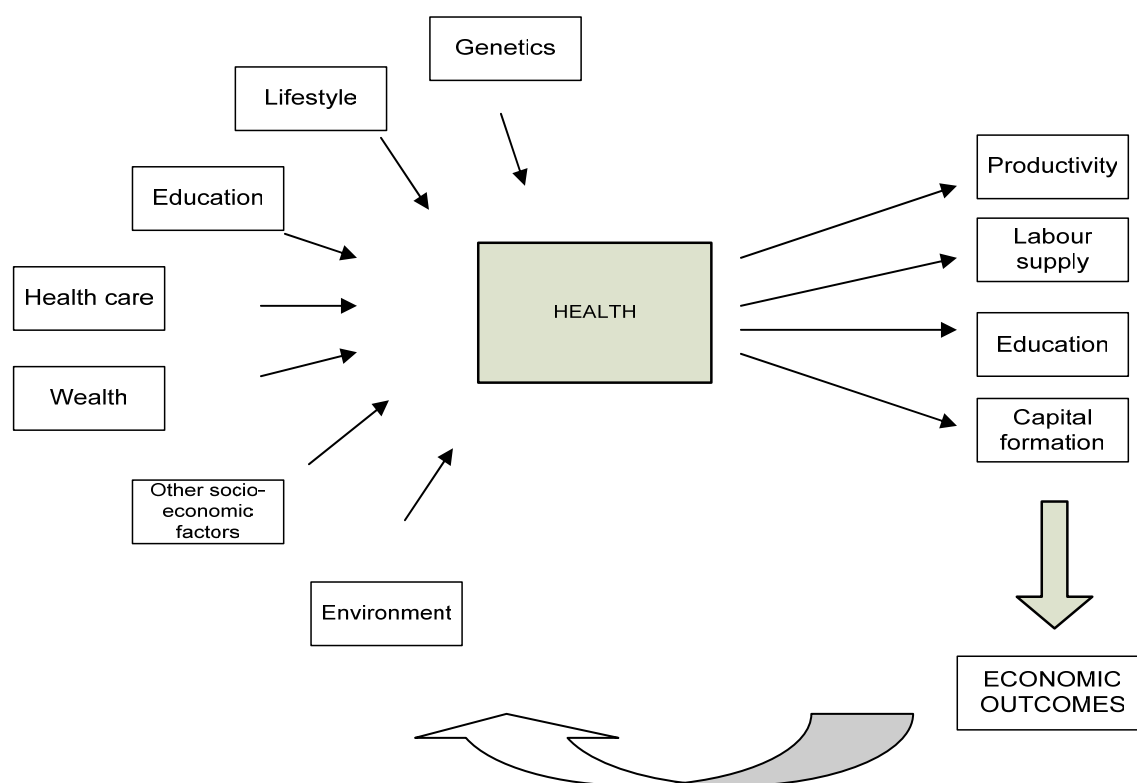 Genetics
Lifestyle
Education
Health care
Wealth
Other socio-
economic
factors
Environment
HEALTH
Productivity
Labour
supply
Education
Capital
formation
ECONOMIC
OUTCOMES